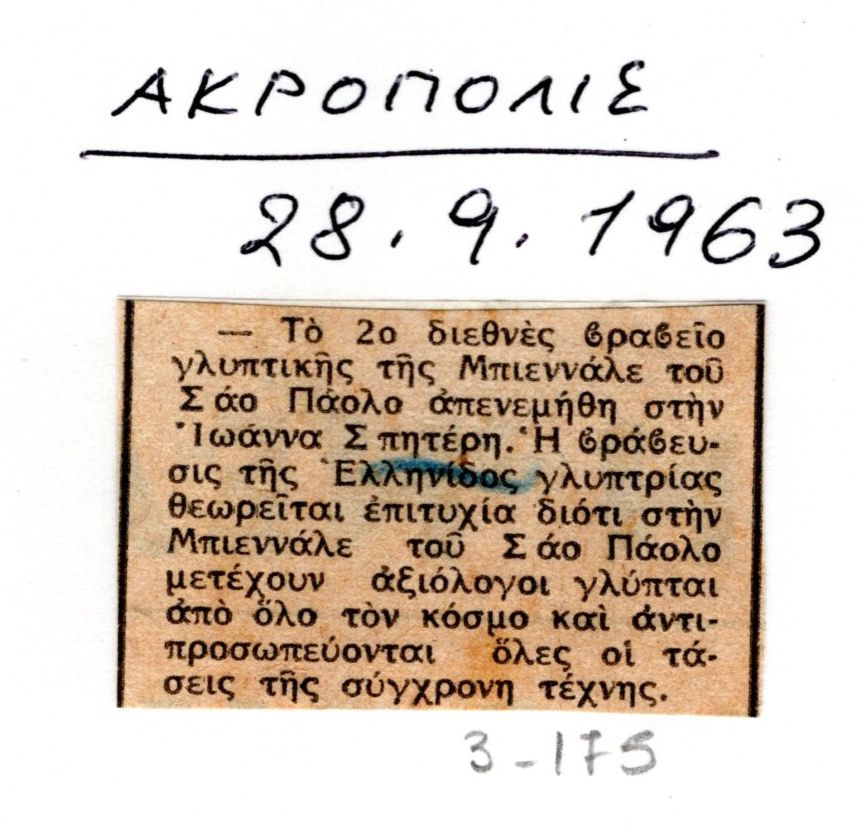 ΑΚΡΟΠΟΛΙΣ
28.9.1963
— Τὸ 2ο διεθνὲς βραβεῖο
γλυπτικῆς τῆς Μπιεννάλε τοῦ
Σάο Πάολο ἀπενεμήθη στὴν
Ἰωάννα Σπητέρη. Ἡ βράβευ-
σις τῆς Ἑλληνίδος γλυπτρίας
θεωρεῖται ἐπιτυχία διότι στὴν
Μπιεννάλε τοῦ Σάο Πάολο
μετέχουν ἀξιόλογοι γλύπται
ἀπὸ ὅλο τὸν κόσμο καὶ ἀντι-
προσωπεύονται ὅλες οἱ τά-
σεις τῆς σύγχρονη τέχνης.
3-175